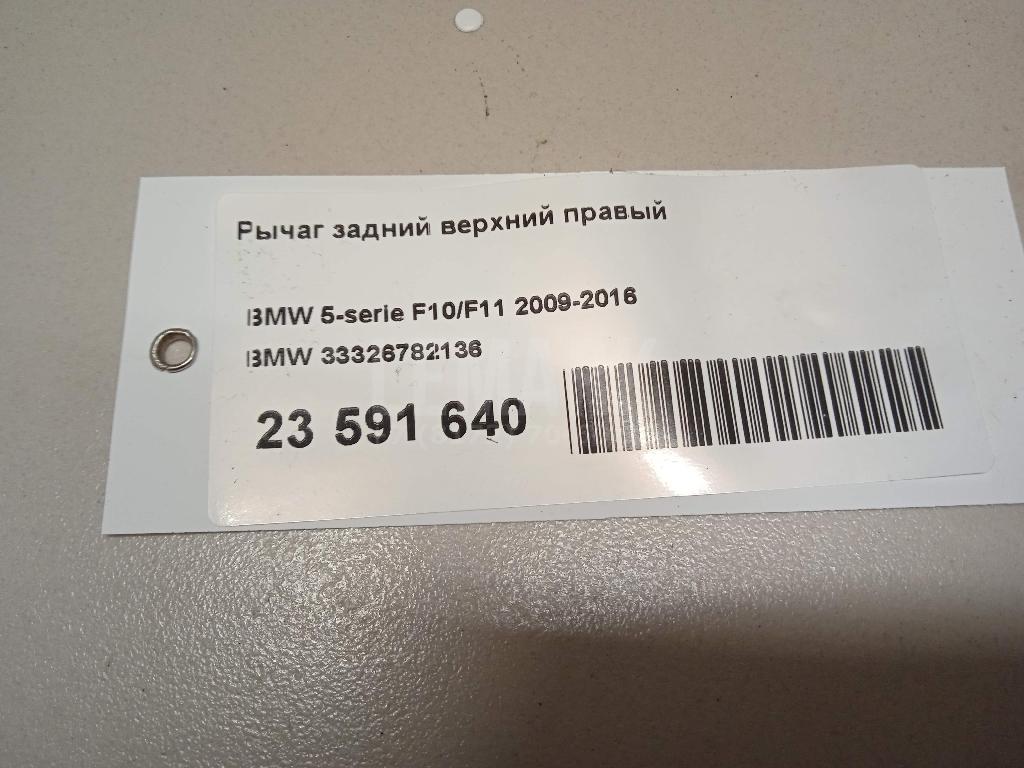 Рычаг задний верхний правый
BMW 5-serie F10/F11 2009-2016
BMW 33326782136
23 591 640